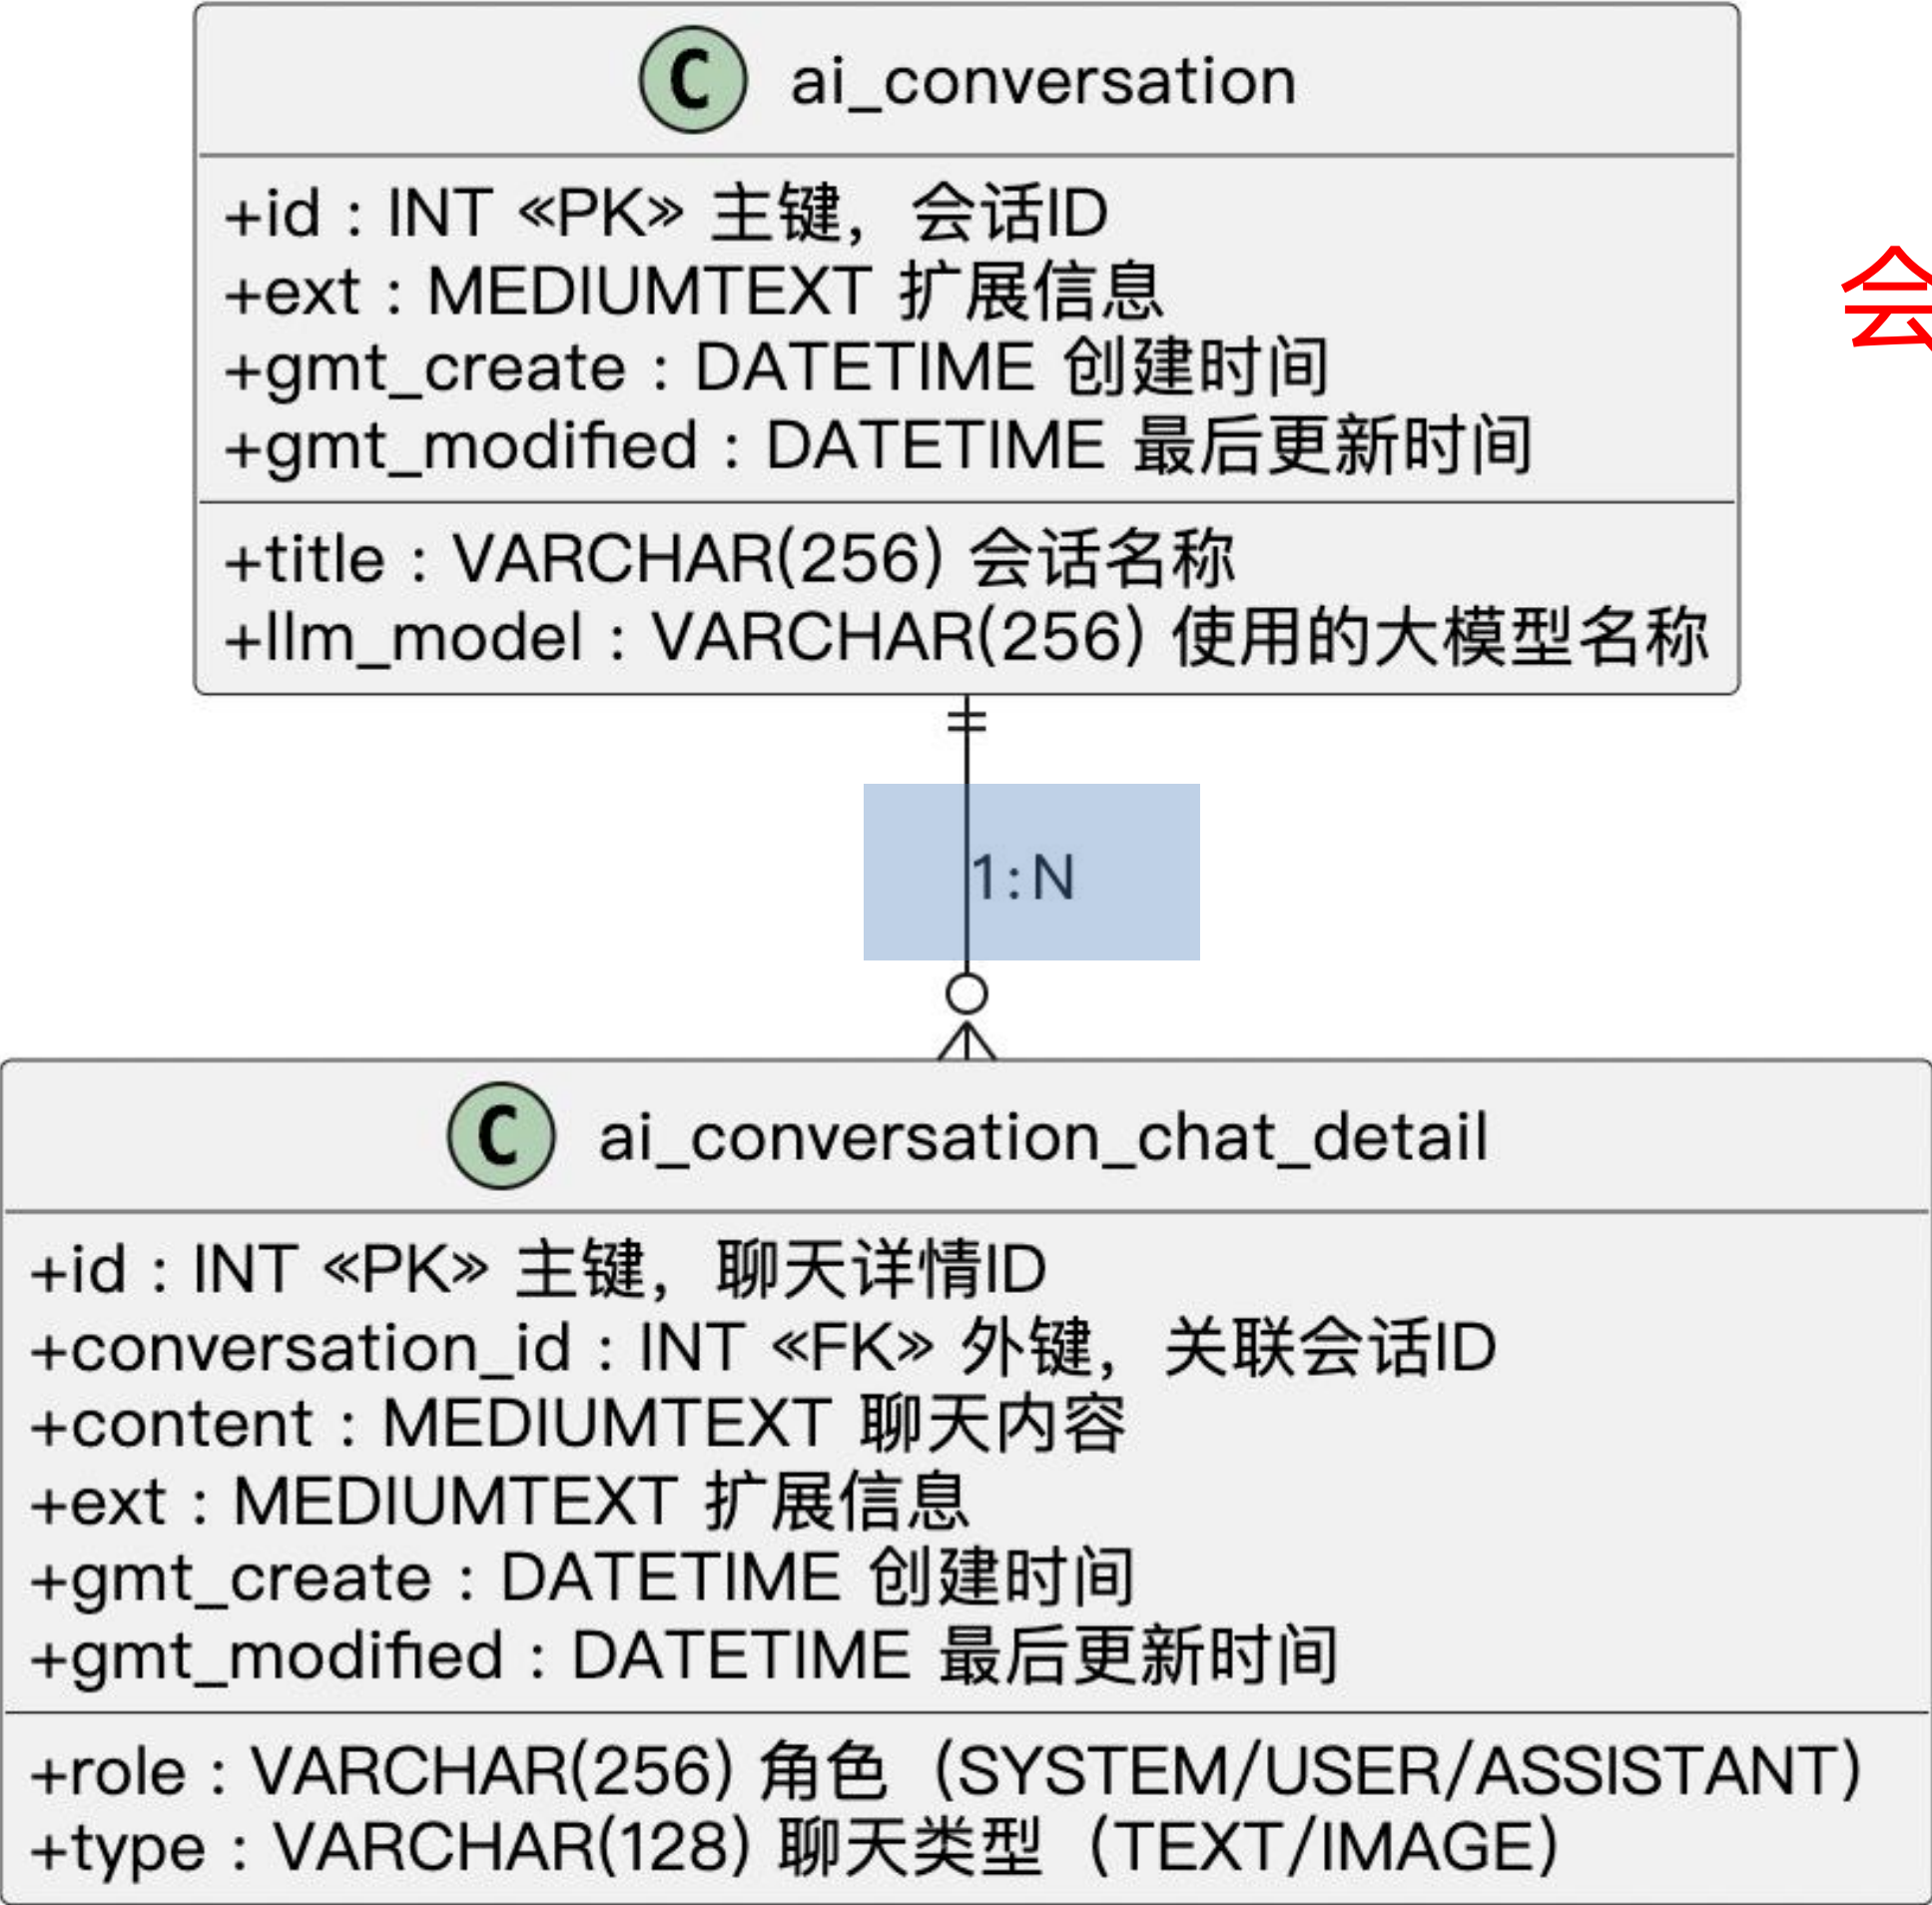 C ai_conversation
+id : INT «PK» 主键，会话ID
+ext : MEDIUMTEXT 扩展信息
+gmt_create : DATETIME 创建时间
+gmt_modified : DATETIME 最后更新时间
+title : VARCHAR(256) 会话名称
+llm_model : VARCHAR(256) 使用的大模型名称
会
1:N
C ai_conversation_chat_detail
+id : INT «PK» 主键，聊天详情ID
+conversation_id : INT «FK» 外键，关联会话ID
+content : MEDIUMTEXT 聊天内容
+ext : MEDIUMTEXT 扩展信息
+gmt_create : DATETIME 创建时间
+gmt_modified : DATETIME 最后更新时间
+role : VARCHAR(256) 角色（SYSTEM/USER/ASSISTANT）
+type : VARCHAR(128) 聊天类型（TEXT/IMAGE）